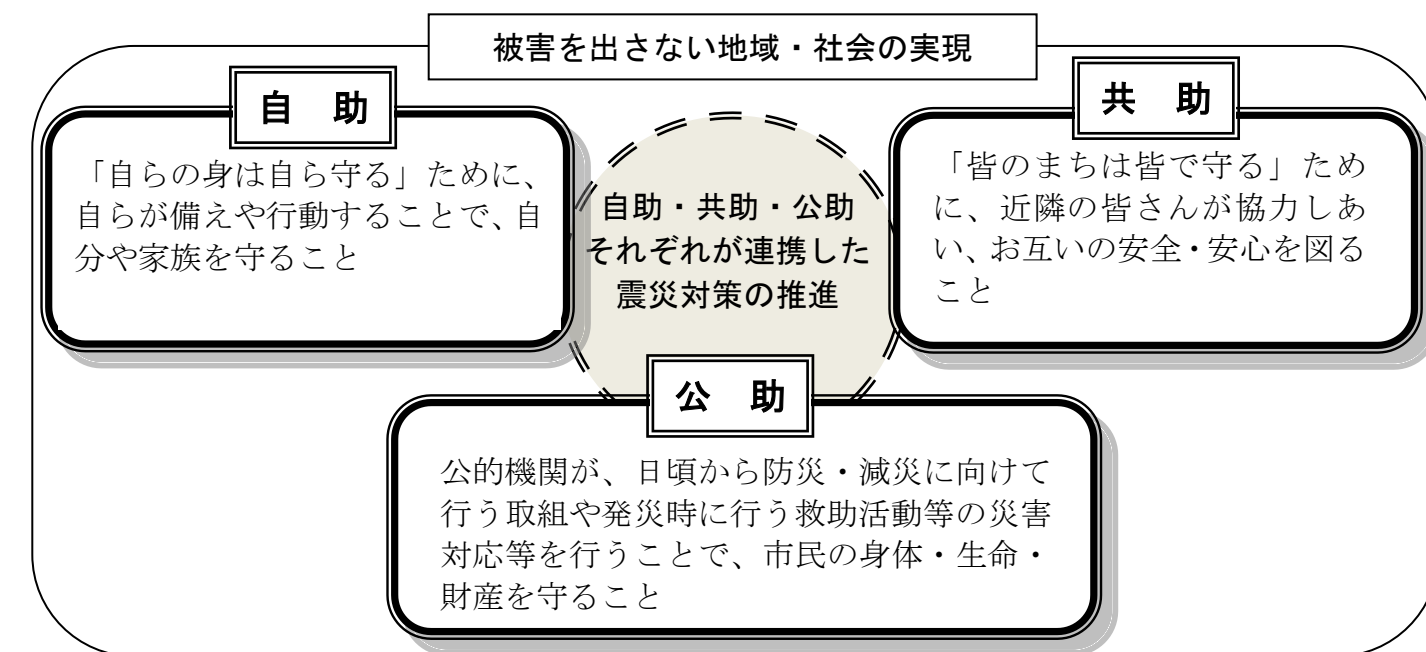 被害を出さない地域・社会の実現
自　助
「自らの身は自ら守る」ために、
自らが備えや行動することで、自
分や家族を守ること
共　助
「皆のまちは皆で守る」ため
に、近隣の皆さんが協力しあ
い、お互いの安全・安心を図る
こと
自助・共助・公助
それぞれが連携した
震災対策の推進
公　助
公的機関が、日頃から防災・減災に向けて
行う取組や発災時に行う救助活動等の災害
対応等を行うことで、市民の身体・生命・
財産を守ること